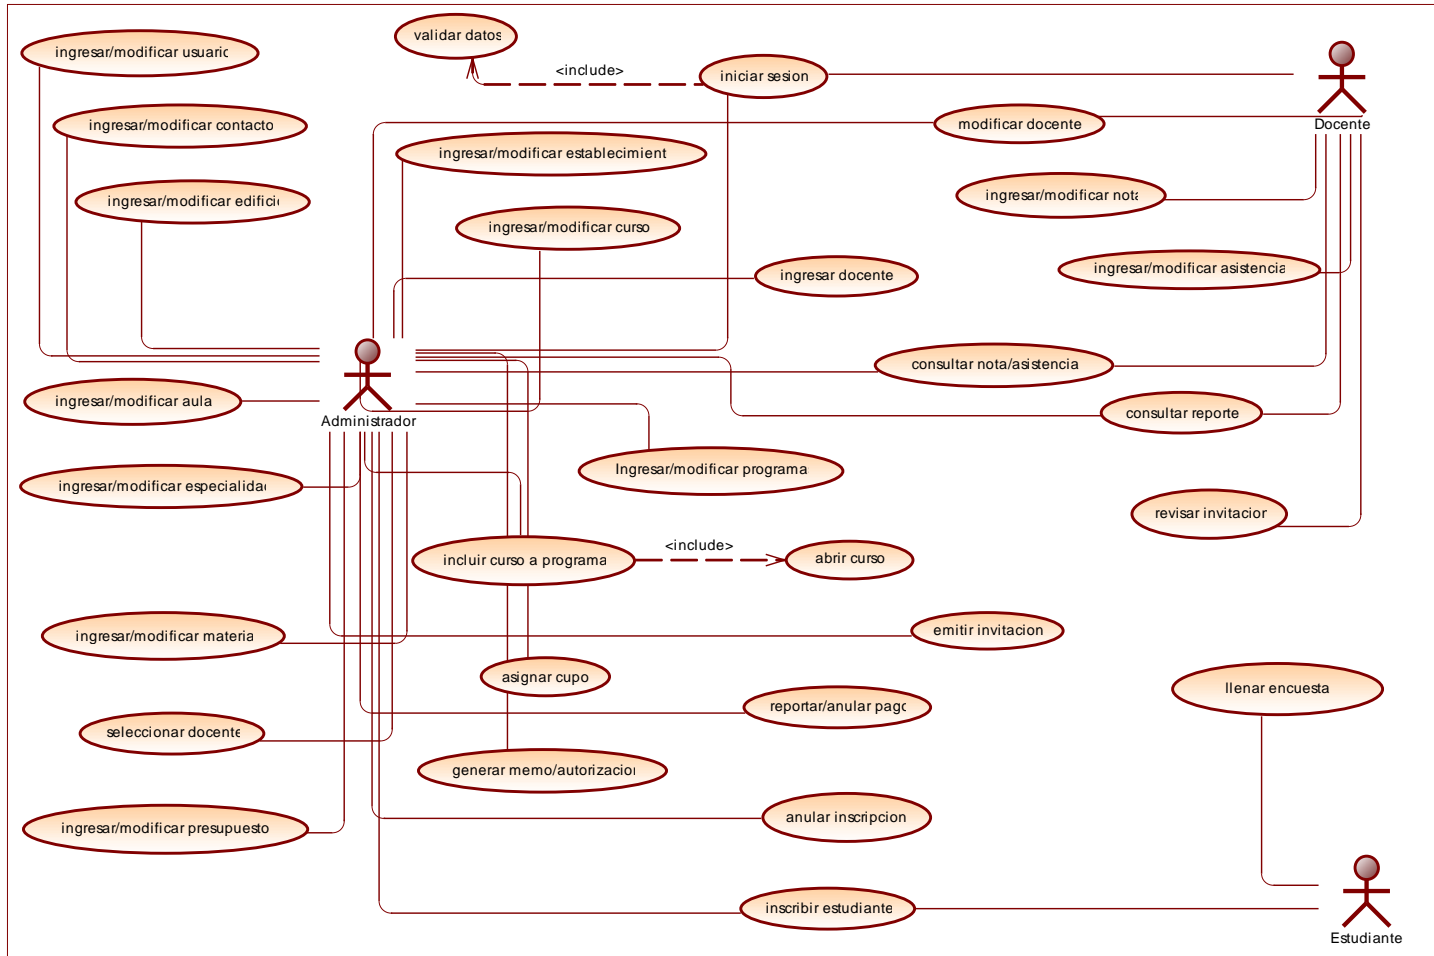 validar datos
ingresar/modificar usuaric
<include>
iniciar sesion
ingresar/modificar contacto
modificar docente
Docente
ingresar/modificar establecimient
ingresar/modificar edifici
ingresar/modificar nota
ingresar/modificar curso
ingresar docente
ingresar/modificar asistencia
consultar nota/asistencia
ingresar/modificar aula
consultar reporte
Administrador
Ingresar/modificar programa
ingresar/modificar especialidad
revisar invitacion
<include>
incluir curso a programa
abrir curso
ingresar/modificar materia
emitir invitacion
asignar cupo
llenar encuesta
reportar/anular pago
seleccionar docente
generar memo/autorizacion
ingresar/modificar presupuesto
anular inscripcion
inscribir estudiante
Estudiante